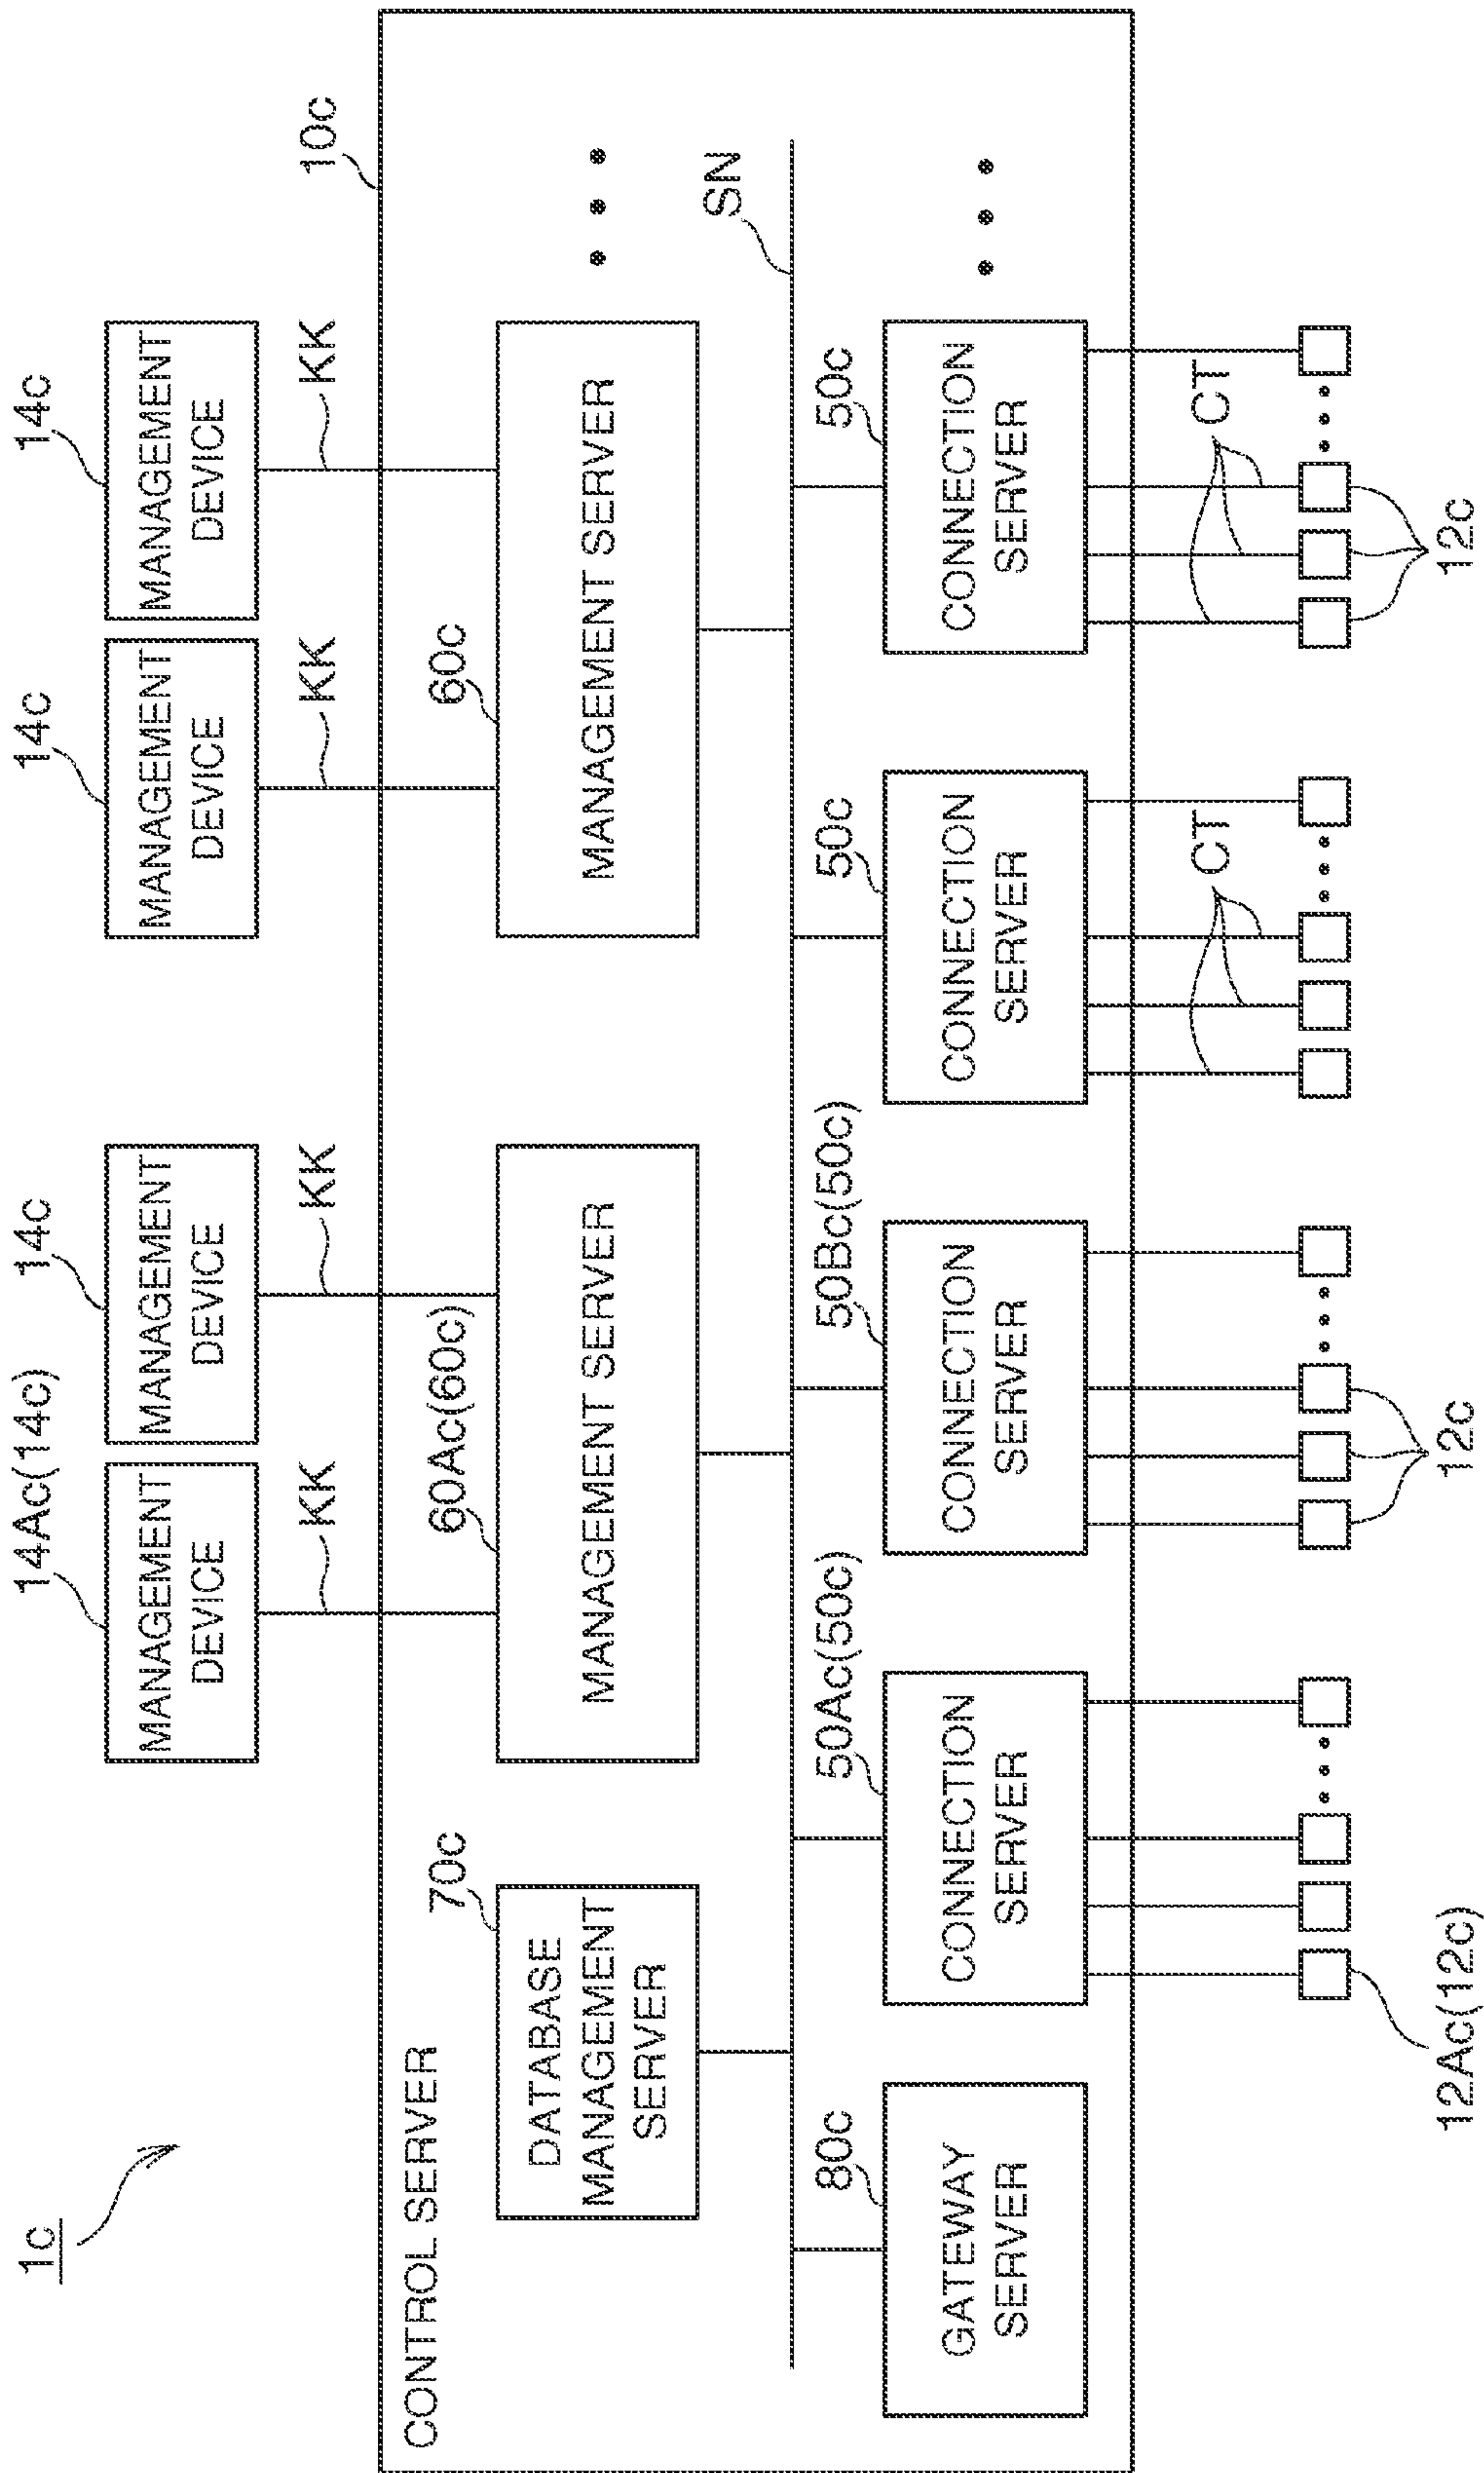 1c
14Ac(14c)
14c
14c
14c
MANAGEMENT
DEVICE
MANAGEMENT
DEVICE
MANAGEMENT
DEVICE
MANAGEMENT
DEVICE
KK
KK
KK
KK
10c
CONTROL SERVER
70c
60Ac(60c)
60c
DATABASE
MANAGEMENT
SERVER
MANAGEMENT SERVER
MANAGEMENT SERVER
SN
80c
50Ac(50c)
50Bc(50c)
50c
50c
GATEWAY
SERVER
CONNECTION
SERVER
CONNECTION
SERVER
CONNECTION
SERVER
CONNECTION
SERVER
CT
CT
12Ac(12c)
12c
12c